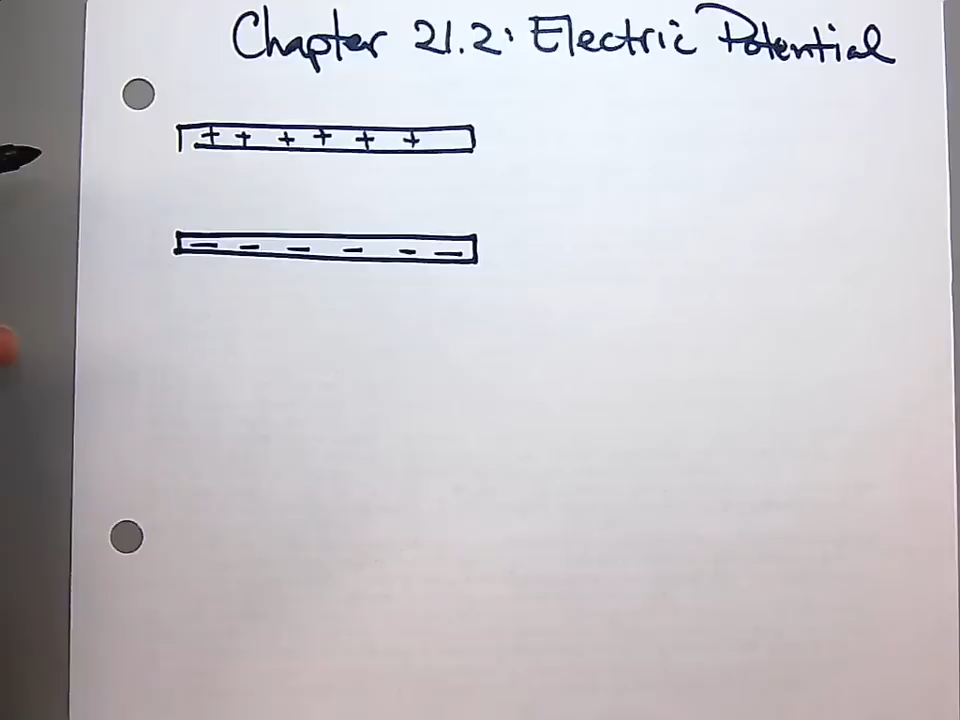 Chapter 21.2: Electric Potential
+ + + + + +
- - - - - -